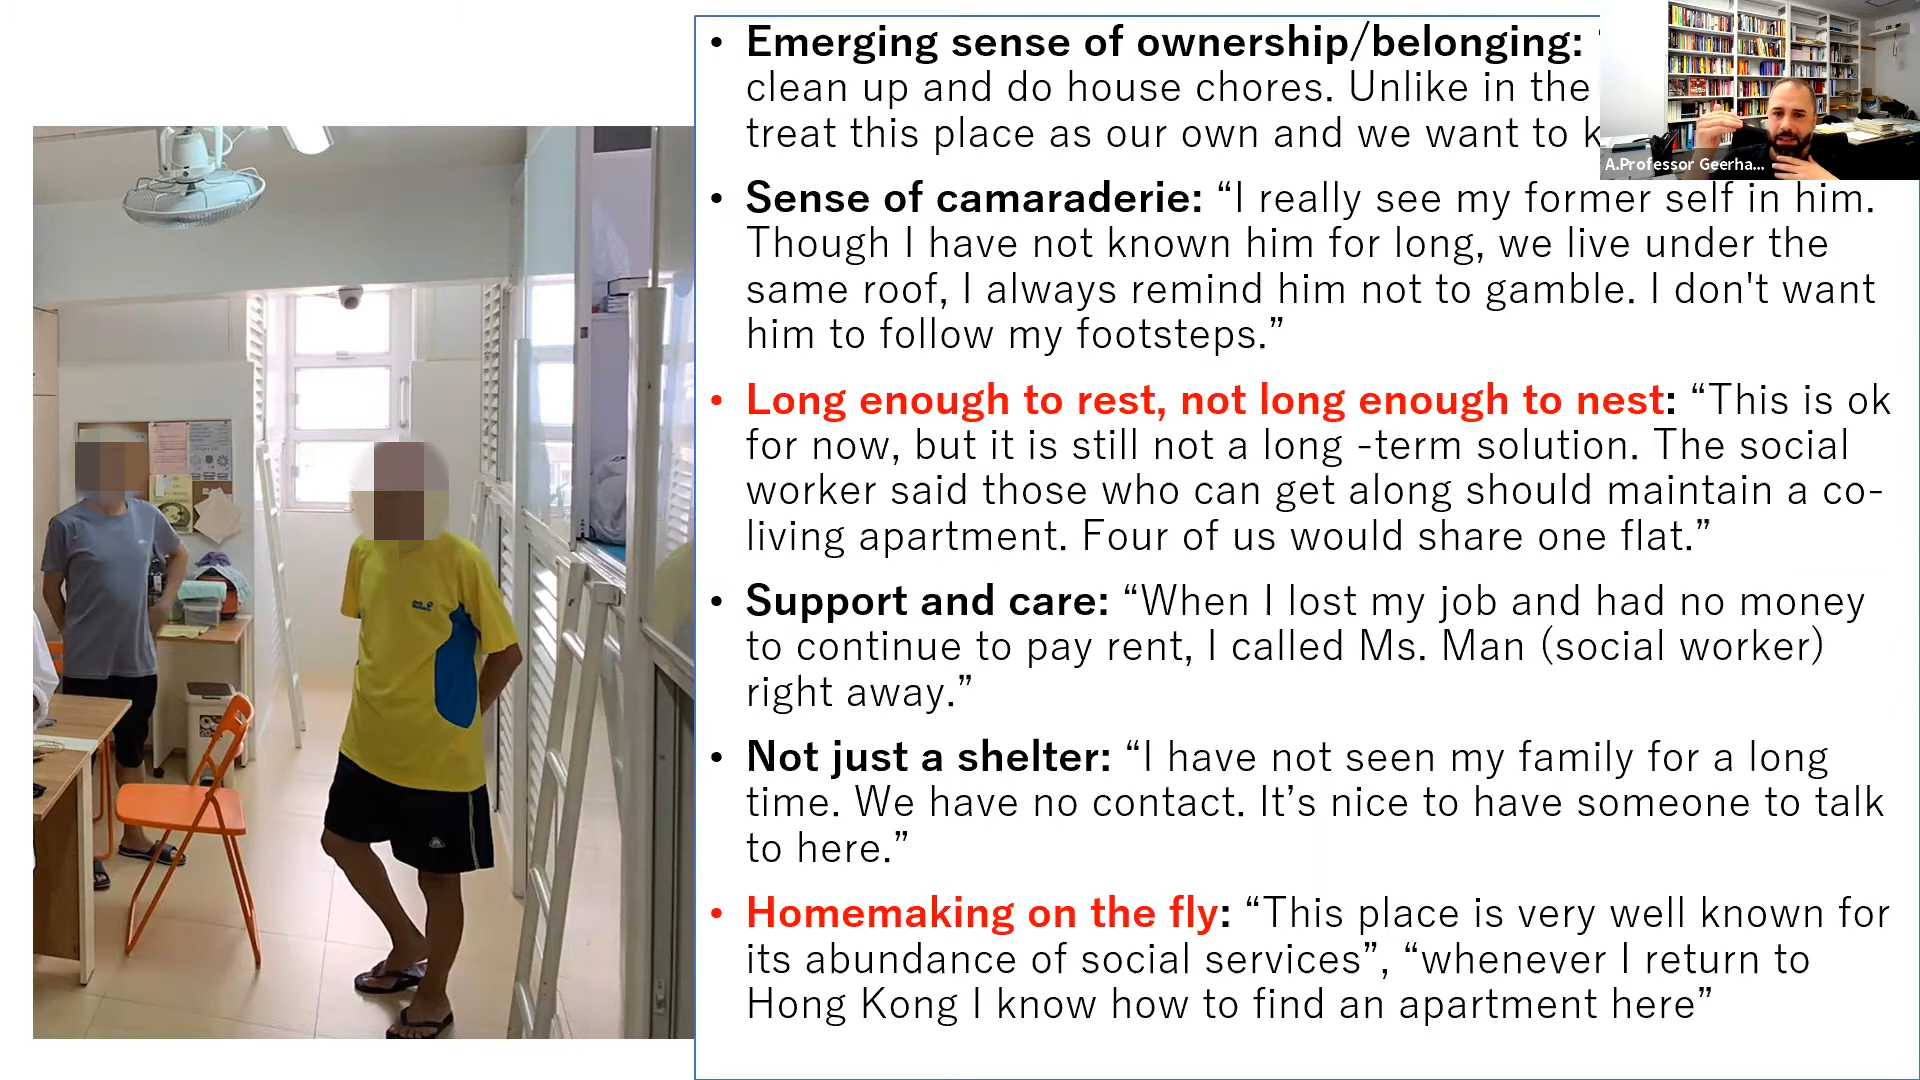 • Emerging sense of ownership/belonging:
clean up and do house chores. Unlike in the
treat this place as our own and we want to
A.Professor Geerha...
• Sense of camaraderie: “I really see my former self in him.
Though I have not known him for long, we live under the
same roof, I always remind him not to gamble. I don't want
him to follow my footsteps.”
• Long enough to rest, not long enough to nest: “This is ok
for now, but it is still not a long -term solution. The social
worker said those who can get along should maintain a co-
living apartment. Four of us would share one flat.”
• Support and care: “When I lost my job and had no money
to continue to pay rent, I called Ms. Man (social worker)
right away.”
• Not just a shelter: “I have not seen my family for a long
time. We have no contact. It’s nice to have someone to talk
to here.”
• Homemaking on the fly: “This place is very well known for
its abundance of social services”, “whenever I return to
Hong Kong I know how to find an apartment here”